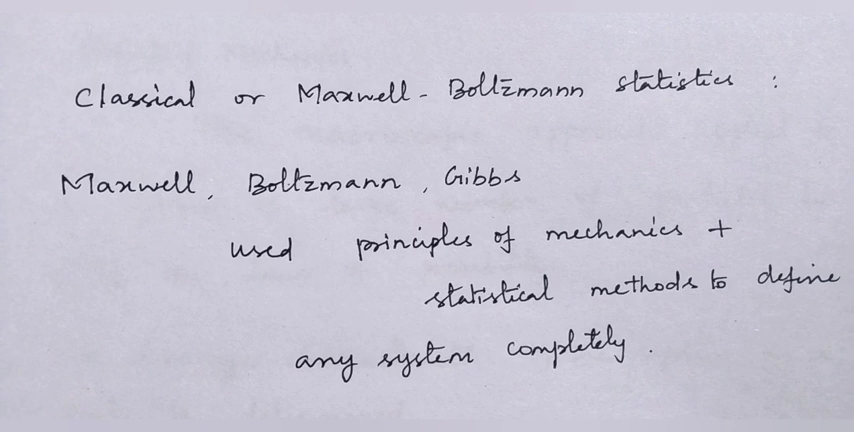 Classical or Maxwell - Boltzmann statistics :
Maxwell, Boltzmann, Gibbs
used principles of mechanics +
statistical methods to define
any system completely.